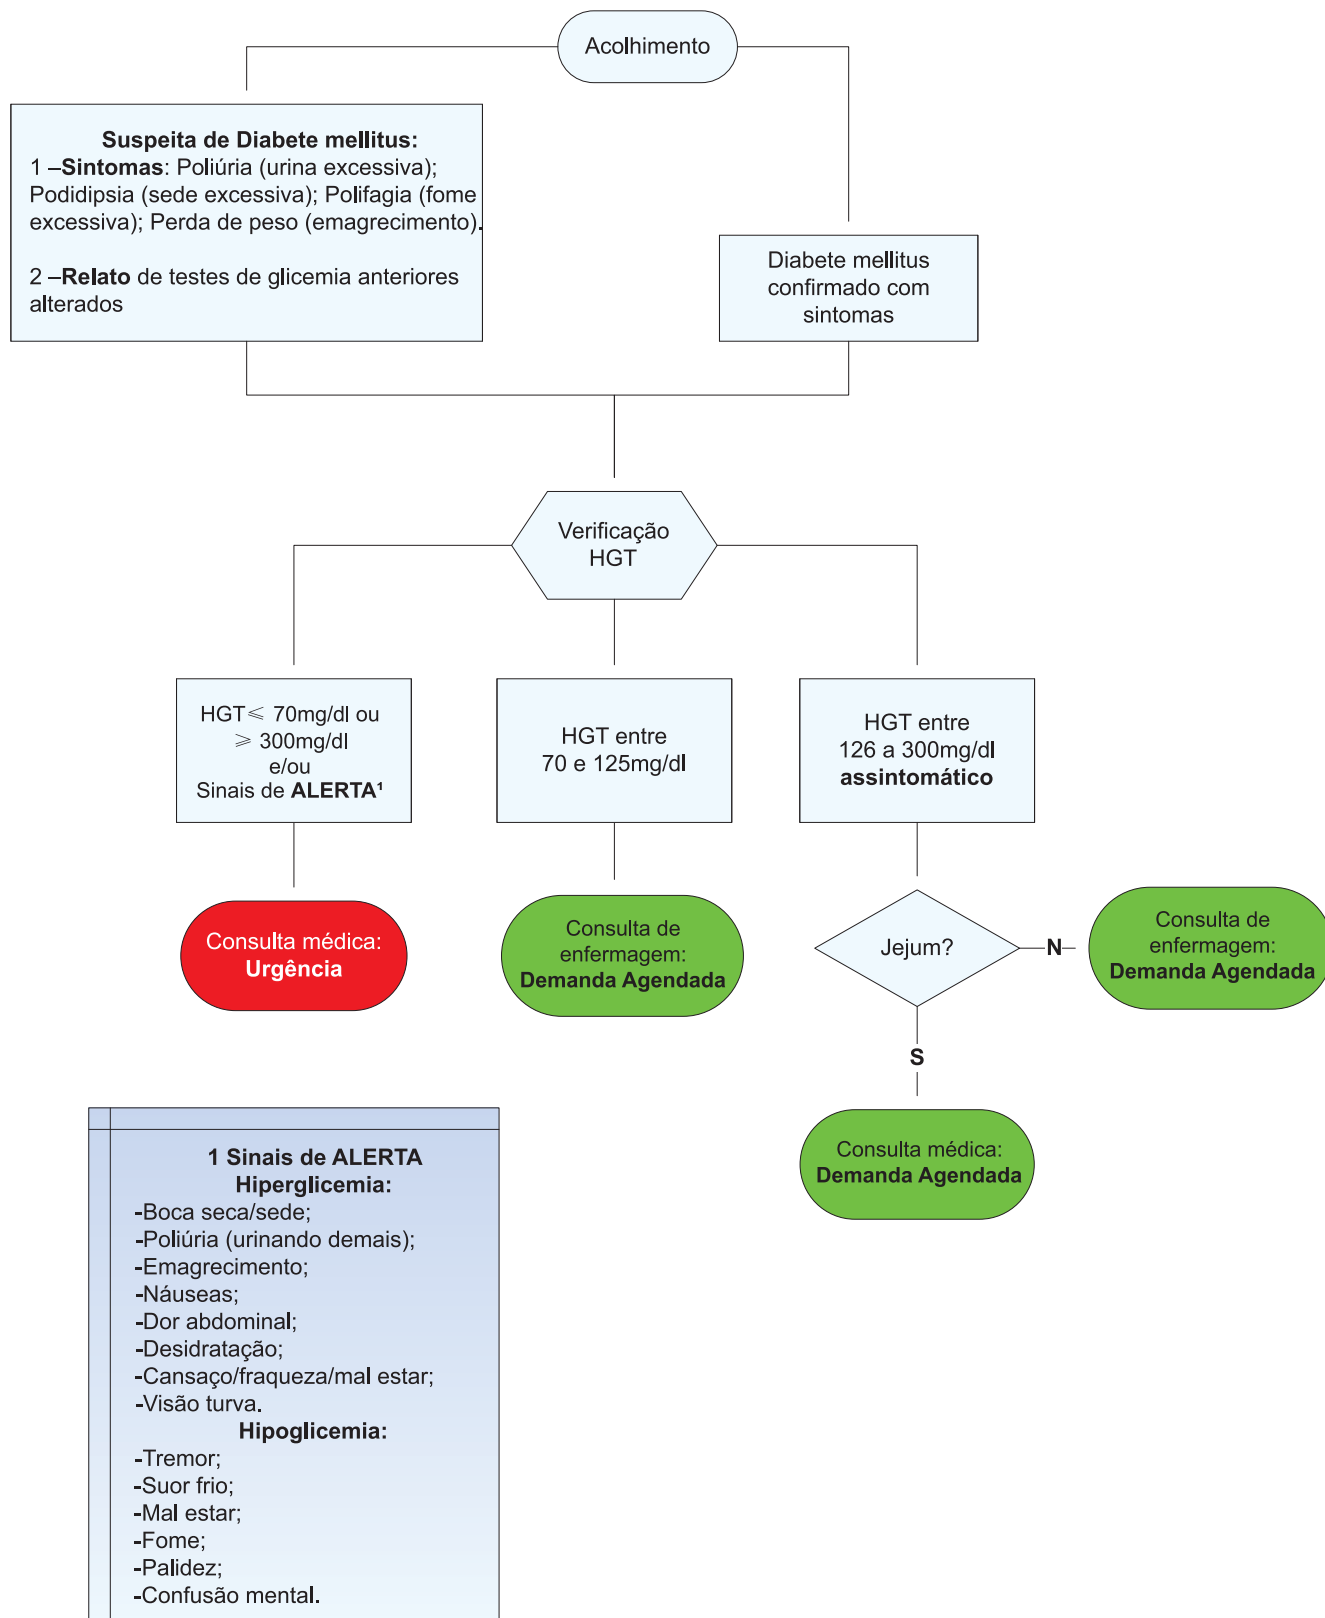 Acolhimento
Suspeita de Diabete mellitus:
1 –Sintomas: Poliúria (urina excessiva);
Podidipsia (sede excessiva); Polifagia (fome
excessiva); Perda de peso (emagrecimento).
2 –Relato de testes de glicemia anteriores
alterados
Diabete mellitus
confirmado com
sintomas
Verificação
HGT
HGT ⩽ 70mg/dl ou
⩾ 300mg/dl
e/ou
Sinais de ALERTA¹
HGT entre
70 e 125mg/dl
HGT entre
126 a 300mg/dl
assintomático
Consulta médica:
Urgência
Consulta de
enfermagem:
Demanda Agendada
Jejum?
N
Consulta de
enfermagem:
Demanda Agendada
S
Consulta médica:
Demanda Agendada
1 Sinais de ALERTA
Hiperglicemia:
-Boca seca/sede;
-Poliúria (urinando demais);
-Emagrecimento;
-Náuseas;
-Dor abdominal;
-Desidratação;
-Cansaço/fraqueza/mal estar;
-Visão turva.
Hipoglicemia:
-Tremor;
-Suor frio;
-Mal estar;
-Fome;
-Palidez;
-Confusão mental.